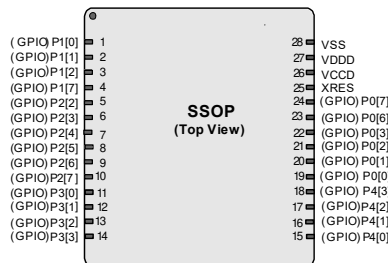 (GPIO) P1[0] 1
(GPIO)P1[1] 2
(GPIO)P1[2] 3
(GPIO)P1[7] 4
(GPIO)P2[2] 5
(GPIO)P2[3] 6
(GPIO)P2[4] 7
(GPIO)P2[5] 8
(GPIO)P2[6] 9
(GPIO)P2[7] 10
(GPIO)P3[0] 11
(GPIO)P3[1] 12
(GPIO)P3[2] 13
(GPIO)P3[3] 14
SSOP
(Top View)
28 VSS
27 VDDD
26 VCCD
25 XRES
24 (GPIO) P0[7]
23 (GPIO)P0[6]
22 (GPIO)P0[3]
21 (GPIO)P0[2]
20 (GPIO)P0[1]
19 (GPIO) P0[0
18 (GPIO)P4[3
17 (GPIO)P4[2]
16 (GPIO)P4[1]
15 (GPIO)P4[0]